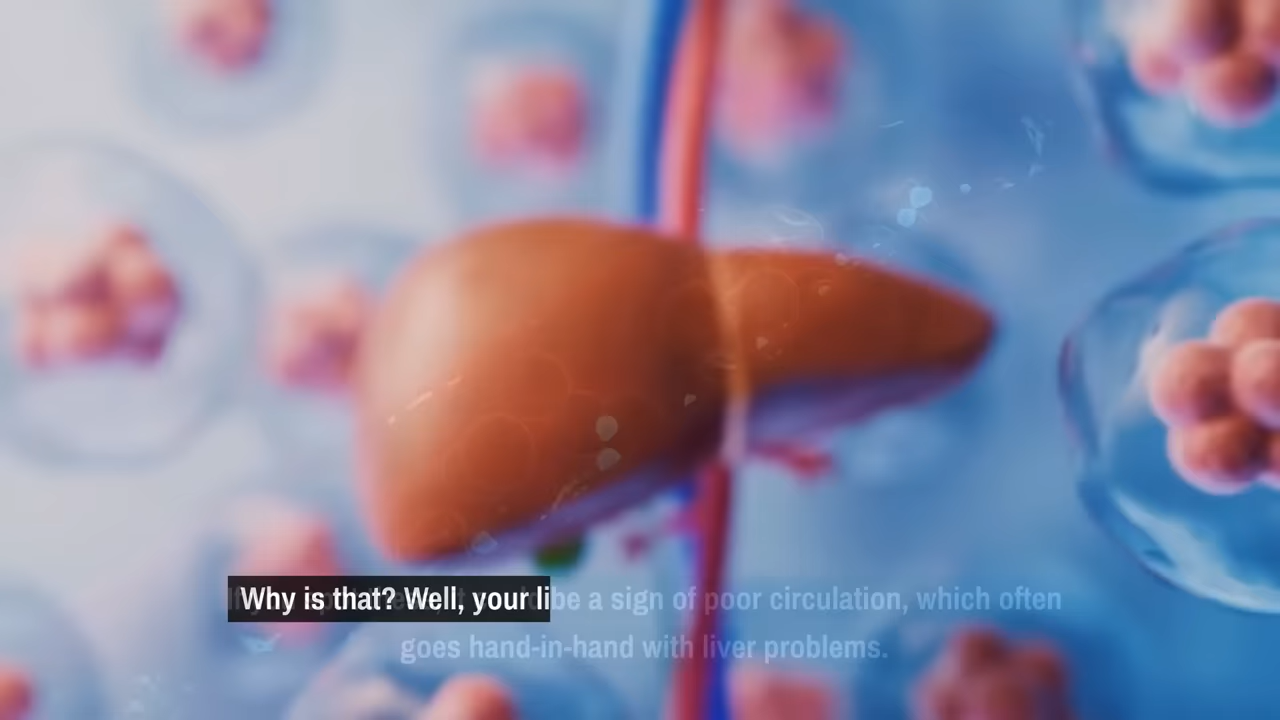 Why is that? Well, your li
be a sign of poor circulation, which often
goes hand-in-hand with liver problems.